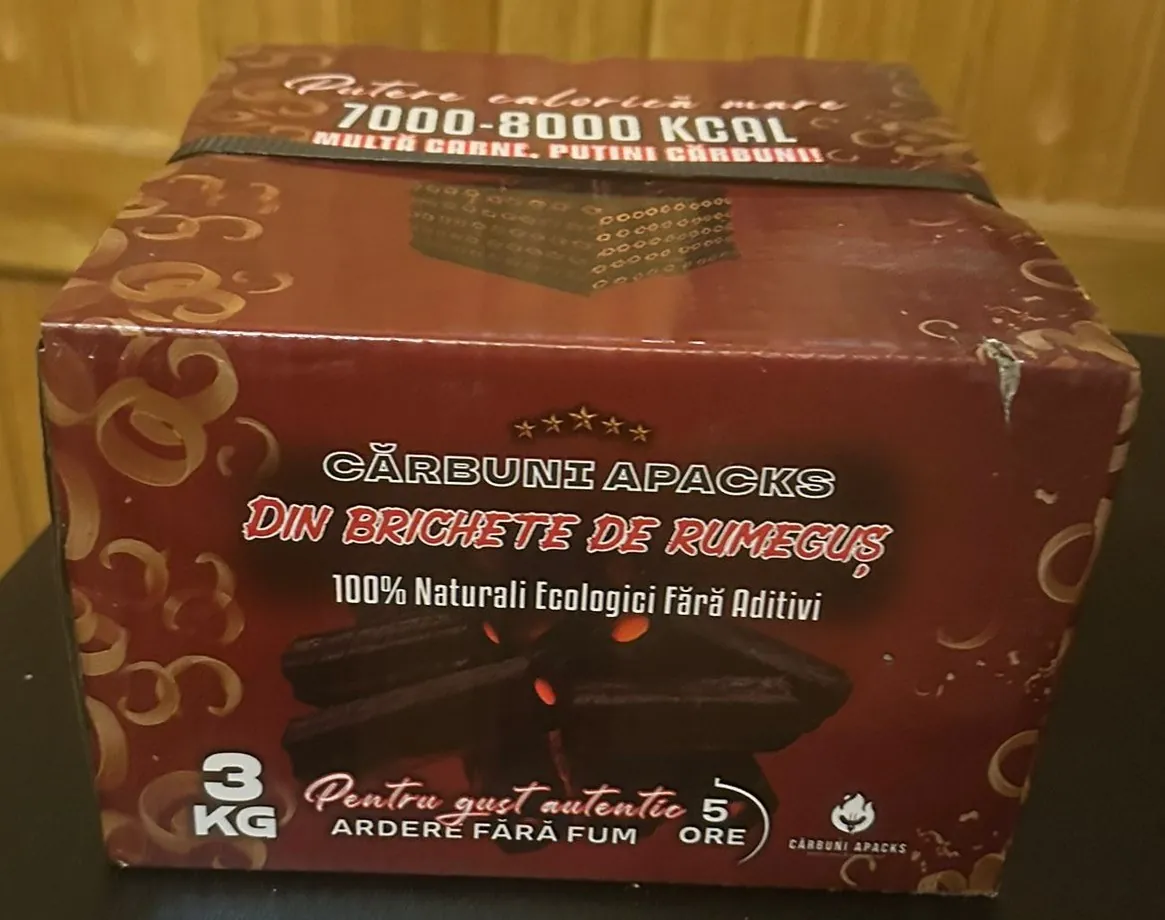 Putere calorică mare
7000-8000 KCAL
MULTĂ CARNE, PUȚINI CĂRBUNI!
CĂRBUNI APACKS
DIN BRICHETE DE RUMEGUȘ
100% Naturali Ecologici Fără Aditivi
3
KG
Pentru gust autentic
ARDERE FĂRĂ FUM
5
ORE
CĂRBUNI APACKS